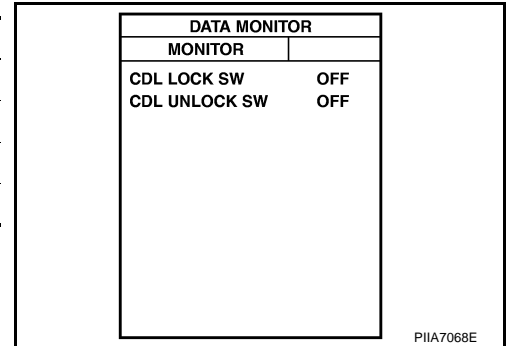 DATA MONITOR
MONITOR
CDL LOCK SW OFF
CDL UNLOCK SW OFF
PIIA7068E